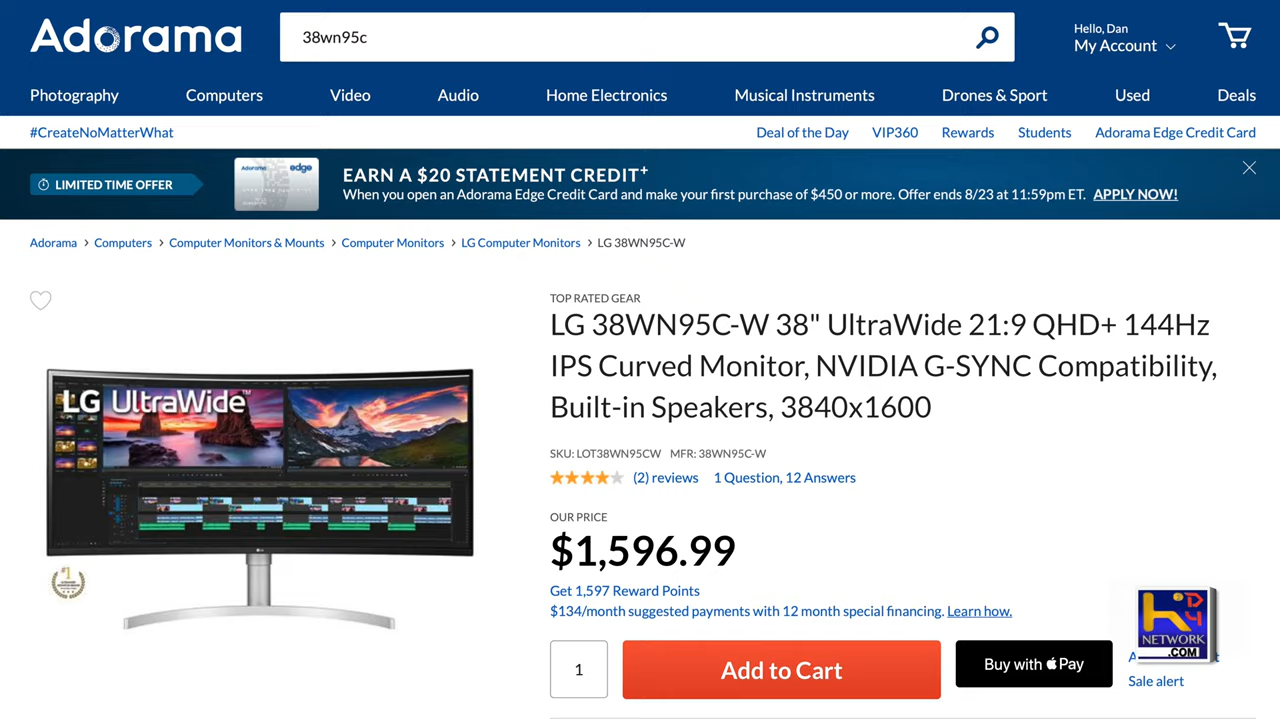 Adorama
38wn95c
Hello, Dan
My Account
Photography
Computers
Video
Audio
Home Electronics
Musical Instruments
Drones & Sport
Used
Deals
#CreateNoMatterWhat
Deal of the Day
VIP360
Rewards
Students
Adorama Edge Credit Card
LIMITED TIME OFFER
Adorama edge
EARN A $20 STATEMENT CREDIT+
When you open an Adorama Edge Credit Card and make your first purchase of $450 or more. Offer ends 8/23 at 11:59pm ET. APPLY NOW!
Adorama > Computers > Computer Monitors & Mounts > Computer Monitors > LG Computer Monitors > LG 38WN95C-W
TOP RATED GEAR
LG 38WN95C-W 38" UltraWide 21:9 QHD+ 144Hz
IPS Curved Monitor, NVIDIA G-SYNC Compatibility,
Built-in Speakers, 3840x1600
LG UltraWide™
SKU: LOT38WN95CW MFR: 38WN95C-W
(2) reviews
1 Question, 12 Answers
OUR PRICE
$1,596.99
#1
Get 1,597 Reward Points
$134/month suggested payments with 12 month special financing. Learn how.
1
Add to Cart
Buy with Pay
NETWORK
.COM
Sale alert